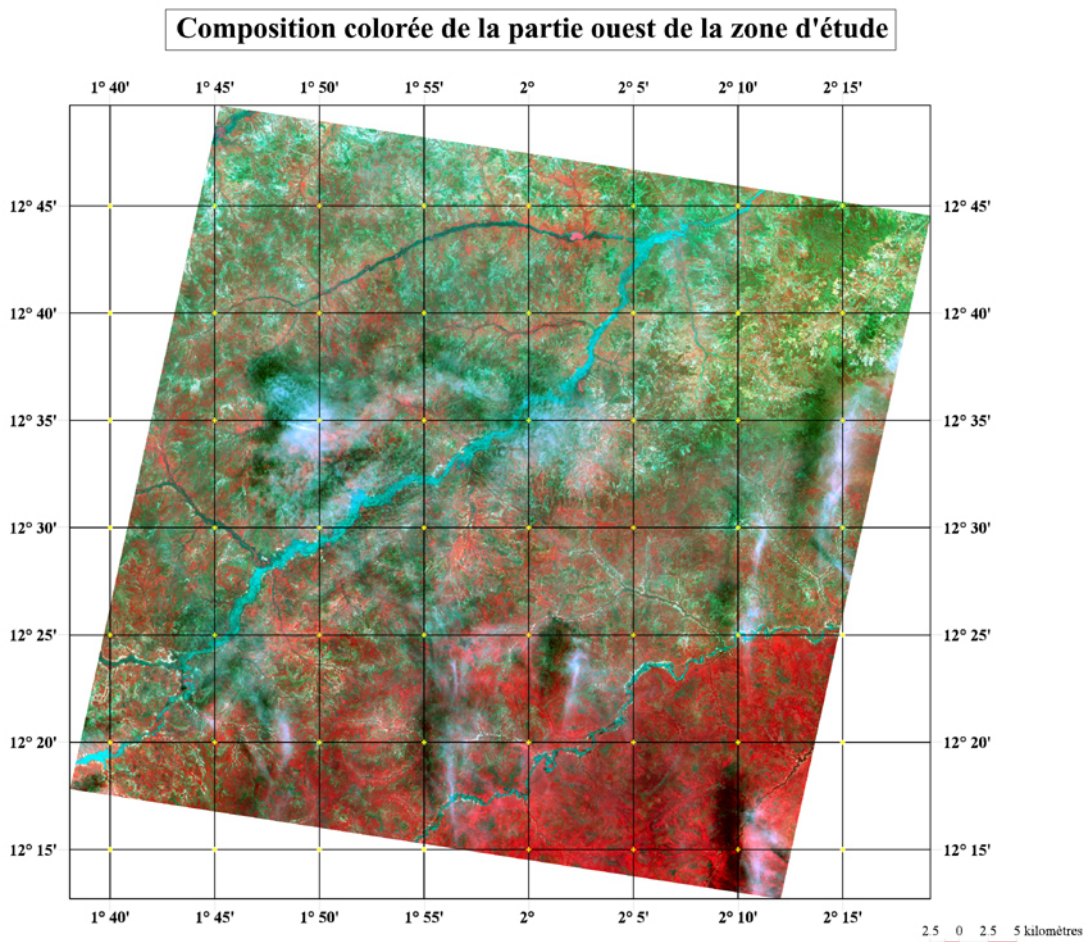 Composition colorée de la partie ouest de la zone d'étude
1° 40' 1° 45' 1° 50' 1° 55' 2° 2° 5' 2° 10' 2° 15'
12° 45' 12° 45'
12° 40' 12° 40'
12° 35' 12° 35'
12° 30' 12° 30'
12° 25' 12° 25'
12° 20' 12° 20'
12° 15' 12° 15'
1° 40' 1° 45' 1° 50' 1° 55' 2° 2° 5' 2° 10' 2° 15'
2.5 0 2.5 5 kilomètres